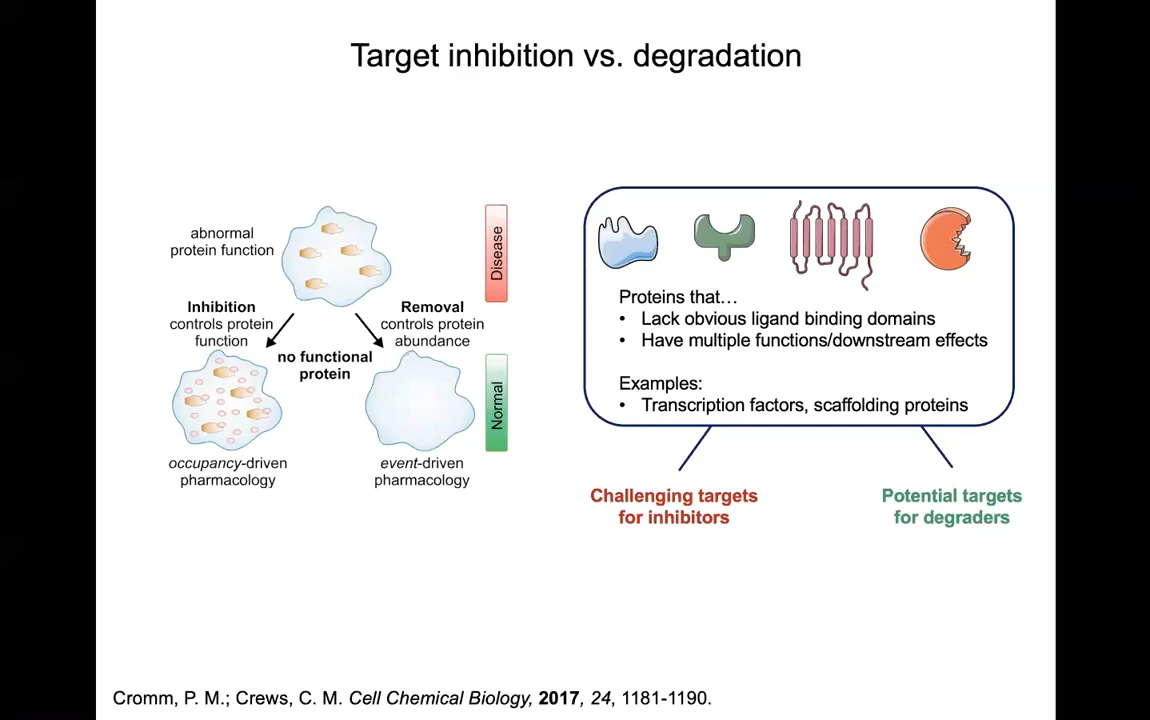 Target inhibition vs. degradation
abnormal
protein function
Disease
Inhibition
controls protein
function
Removal
controls protein
abundance
no functional
protein
Normal
occupancy-driven
pharmacology
event-driven
pharmacology
Proteins that…
• Lack obvious ligand binding domains
• Have multiple functions/downstream effects
Examples:
• Transcription factors, scaffolding proteins
Challenging targets
for inhibitors
Potential targets
for degraders
Cromm, P. M.; Crews, C. M. Cell Chemical Biology, 2017, 24, 1181-1190.